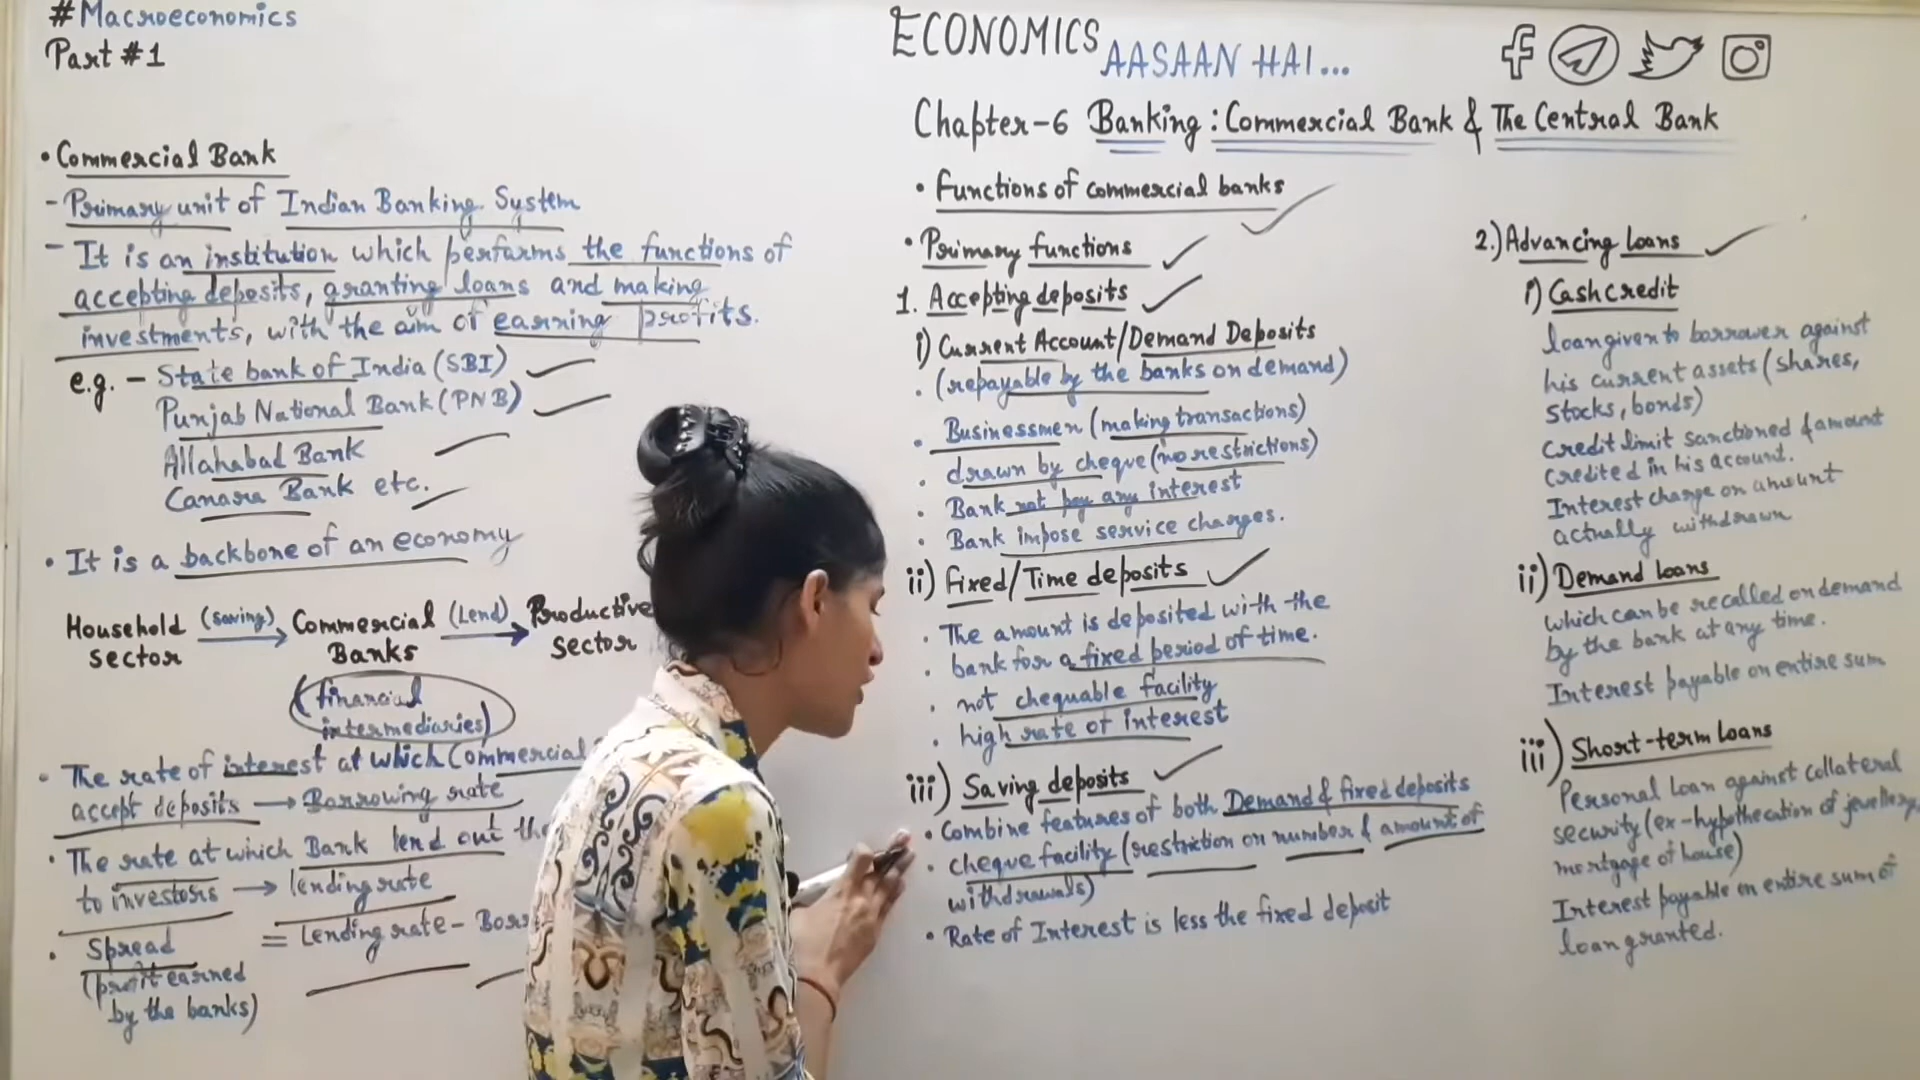 #Macroeconomics
Part #1
ECONOMICS
AASAAN HAI...
Chapter-6 Banking: Commercial Bank & The Central Bank
• Commercial Bank
- Primary unit of Indian Banking System
- It is an institution which performs the functions of
accepting deposits, granting loans and making
investments, with the aim of earning profits.
e.g. - State bank of India (SBI)
Punjab National Bank (PNB)
Allahabad Bank
Canara Bank etc.
• It is a backbone of an economy
Household (saving) Commercial (Lend) Productive
sector Banks sector
(financial
intermediaries)
• The rate of interest at which Commercial
accept deposits → Borrowing rate
• The rate at which Bank lend out the
to investors → lending rate
• Spread = Lending rate - Borr
(profit earned
by the banks)
• Functions of commercial banks
• Primary functions
1. Accepting deposits
i) Current Account/Demand Deposits
• (repayable by the banks on demand)
• Businessmen (making transactions)
• drawn by cheque (no restrictions)
• Bank not pay any interest
• Bank impose service charges.
ii) Fixed/Time deposits
• The amount is deposited with the
• bank for a fixed period of time.
• not chequable facility
• high rate of interest
iii) Saving deposits
• Combine features of both Demand & fixed deposits
• cheque facility (restriction on number & amount of
withdrawals)
• Rate of Interest is less the fixed deposit
2.) Advancing loans
i) Cash credit
loan given to borrower against
his current assets (shares,
stocks, bonds)
Credit limit sanctioned & amount
credited in his account.
Interest charge on amount
actually withdrawn
ii) Demand loans
which can be recalled on demand
by the bank at any time.
Interest payable on entire sum
iii) Short-term loans
Personal loan against collateral
security (ex-hypothecation of jewellery,
mortgage of house)
Interest payable on entire sum of
loan granted.